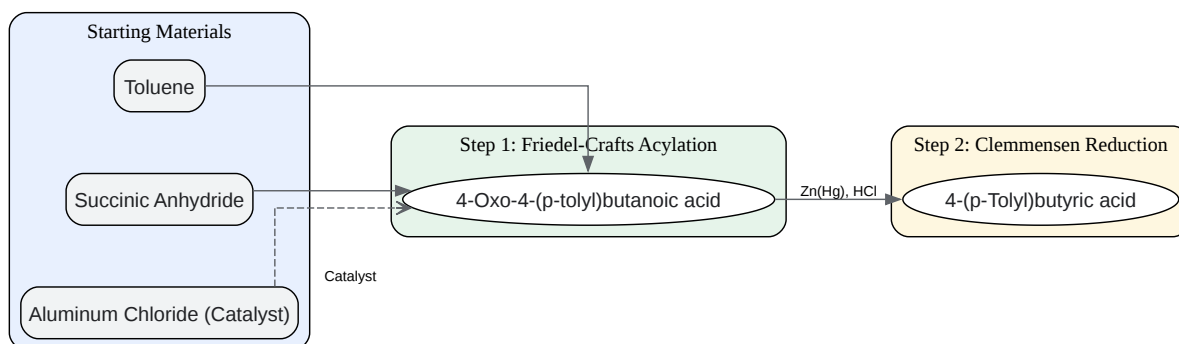 Starting Materials
Toluene
Succinic Anhydride
Aluminum Chloride (Catalyst)
Catalyst
Step 1: Friedel-Crafts Acylation
4-Oxo-4-(p-tolyl)butanoic acid
Zn(Hg), HCl
Step 2: Clemmensen Reduction
4-(p-Tolyl)butyric acid